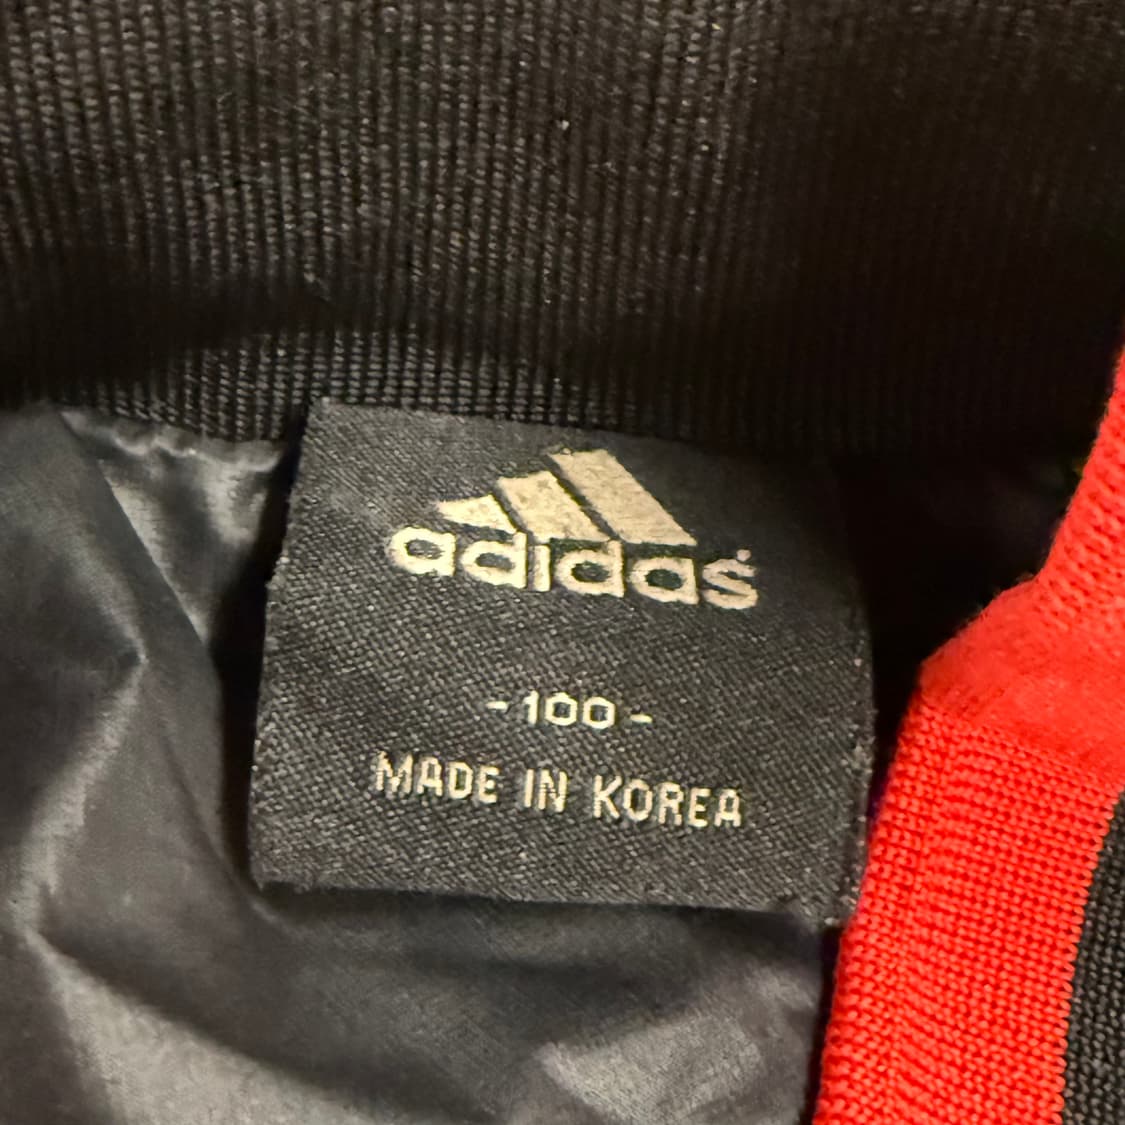 adidas
- 100 -
MADE IN KOREA